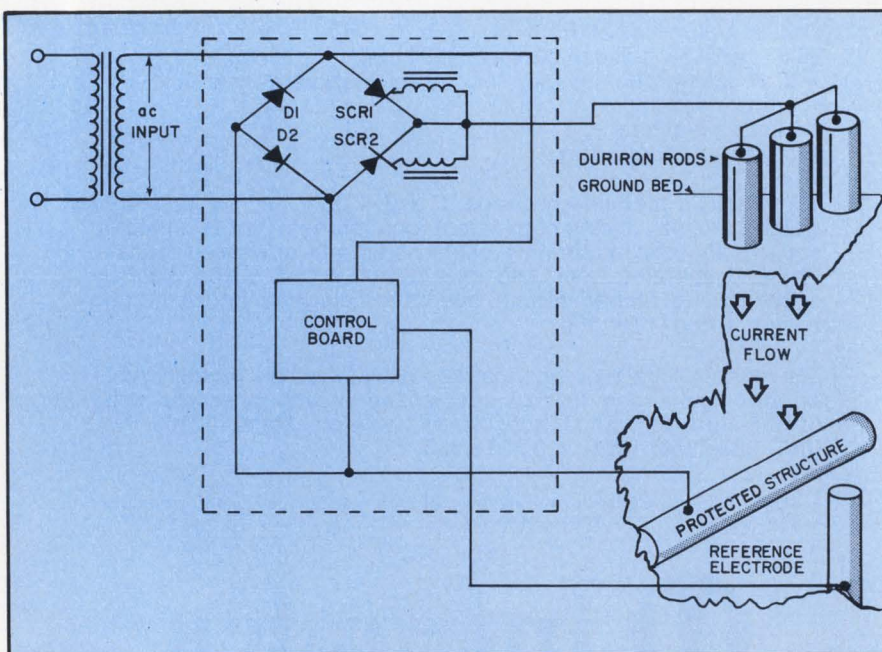 ac
INPUT
D1
D2
SCR1
SCR2
DURIRON RODS
GROUND BED
CONTROL
BOARD
CURRENT
FLOW
PROTECTED STRUCTURE
REFERENCE
ELECTRODE